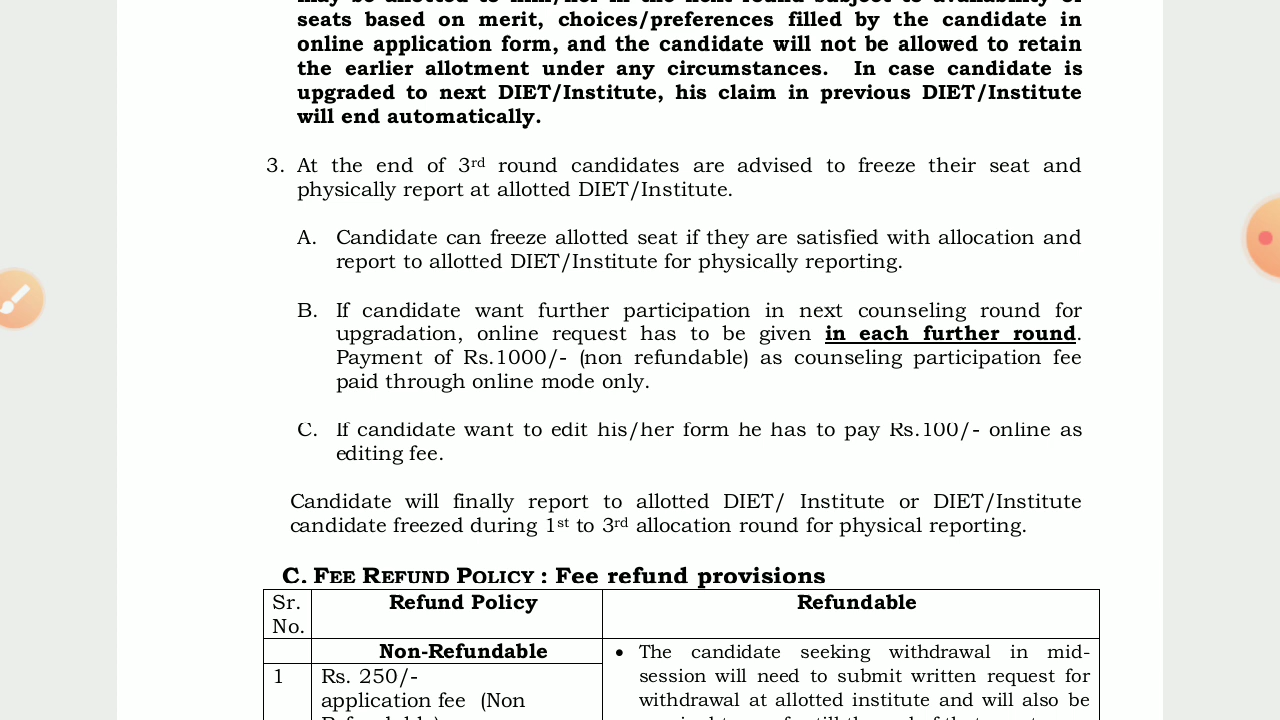 seats based on merit, choices/preferences filled by the candidate in
online application form, and the candidate will not be allowed to retain
the earlier allotment under any circumstances. In case candidate is
upgraded to next DIET/Institute, his claim in previous DIET/Institute
will end automatically.
3. At the end of 3rd round candidates are advised to freeze their seat and
physically report at allotted DIET/Institute.
A. Candidate can freeze allotted seat if they are satisfied with allocation and
report to allotted DIET/Institute for physically reporting.
B. If candidate want further participation in next counseling round for
upgradation, online request has to be given in each further round.
Payment of Rs.1000/- (non refundable) as counseling participation fee
paid through online mode only.
C. If candidate want to edit his/her form he has to pay Rs.100/- online as
editing fee.
Candidate will finally report to allotted DIET/ Institute or DIET/Institute
candidate freezed during 1st to 3rd allocation round for physical reporting.
C. FEE REFUND POLICY : Fee refund provisions
Sr. No.
Refund Policy
Refundable
Non-Refundable
1
Rs. 250/-
application fee (Non
• The candidate seeking withdrawal in mid-
session will need to submit written request for
withdrawal at allotted institute and will also be